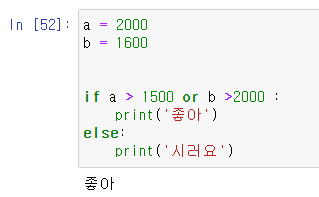 In [52]: a = 2000
b = 1600
if a > 1500 or b >2000 :
    print('좋아')
else:
    print('시러요')
좋아